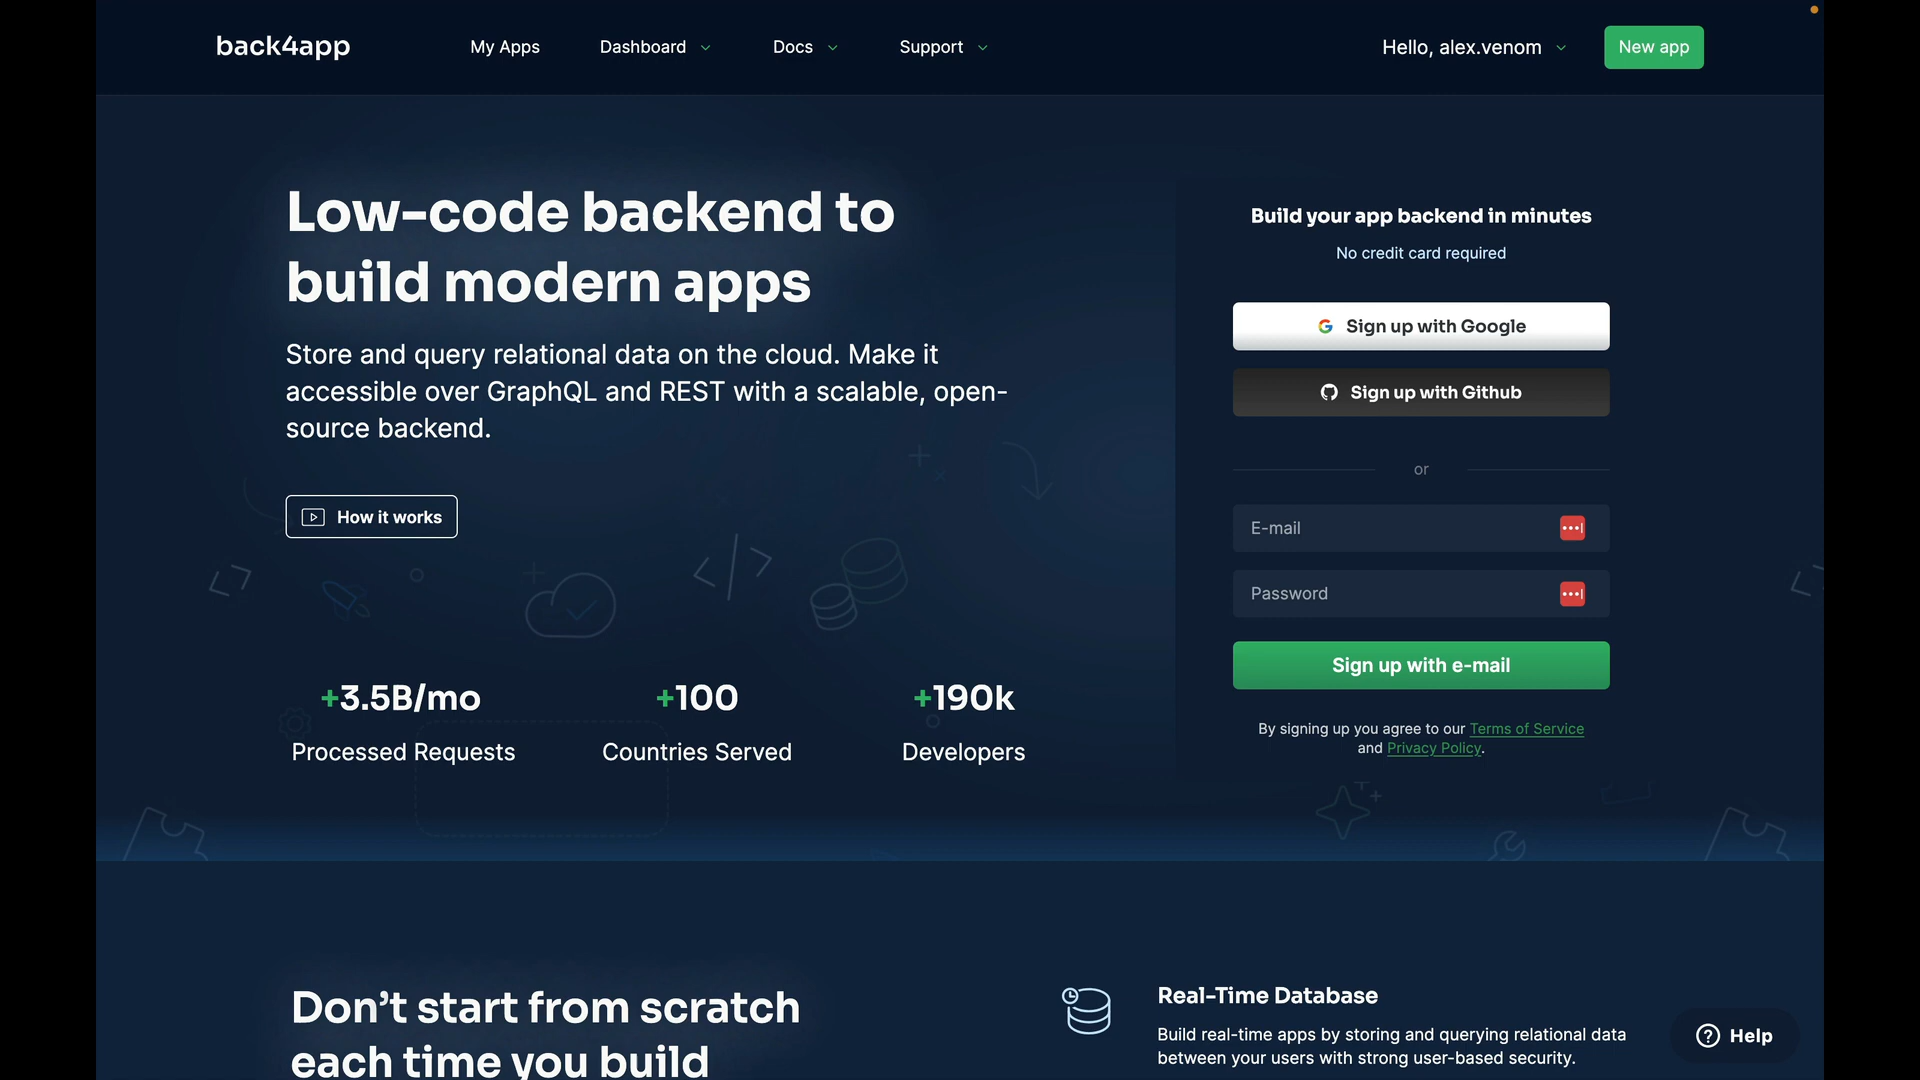 back4app
My Apps
Dashboard
Docs
Support
Hello, alex.venom
New app
Low-code backend to
build modern apps
Store and query relational data on the cloud. Make it
accessible over GraphQL and REST with a scalable, open-
source backend.
How it works
+3.5B/mo
Processed Requests
+100
Countries Served
+190k
Developers
Build your app backend in minutes
No credit card required
Sign up with Google
Sign up with Github
or
E-mail
Password
Sign up with e-mail
By signing up you agree to our Terms of Service
and Privacy Policy.
Don’t start from scratch
each time you build
Real-Time Database
Build real-time apps by storing and querying relational data
between your users with strong user-based security.
Help